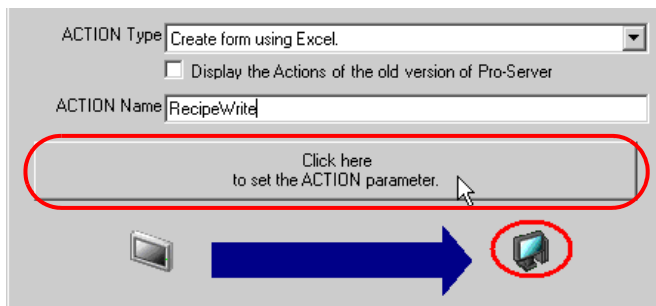 ACTION Type Create form using Excel.
Display the Actions of the old version of Pro-Server
ACTION Name RecipeWrite
Click here
to set the ACTION parameter.